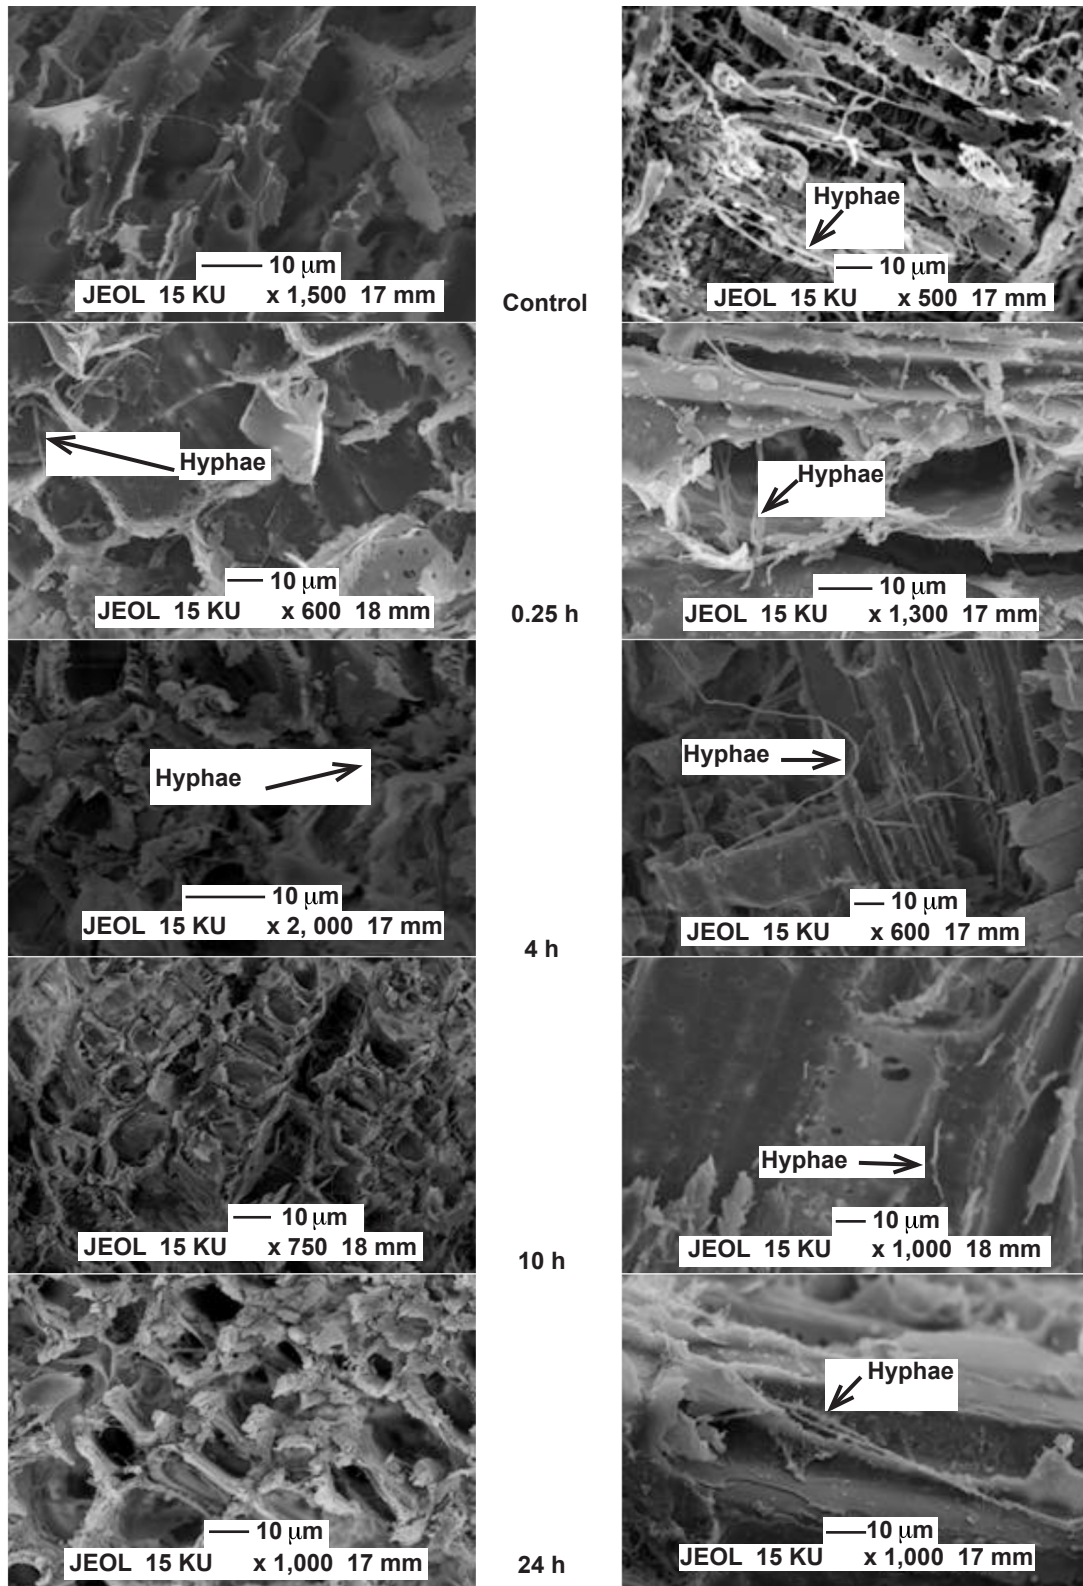 10 μm
JEOL 15 KU x 1,500 17 mm
Hyphae
10 μm
JEOL 15 KU x 500 17 mm
Control
Hyphae
10 μm
JEOL 15 KU x 600 18 mm
Hyphae
10 μm
JEOL 15 KU x 1,300 17 mm
0.25 h
Hyphae
10 μm
JEOL 15 KU x 2, 000 17 mm
Hyphae
10 μm
JEOL 15 KU x 600 17 mm
4 h
10 μm
JEOL 15 KU x 750 18 mm
Hyphae
10 μm
JEOL 15 KU x 1,000 18 mm
10 h
10 μm
JEOL 15 KU x 1,000 17 mm
Hyphae
10 μm
JEOL 15 KU x 1,000 17 mm
24 h